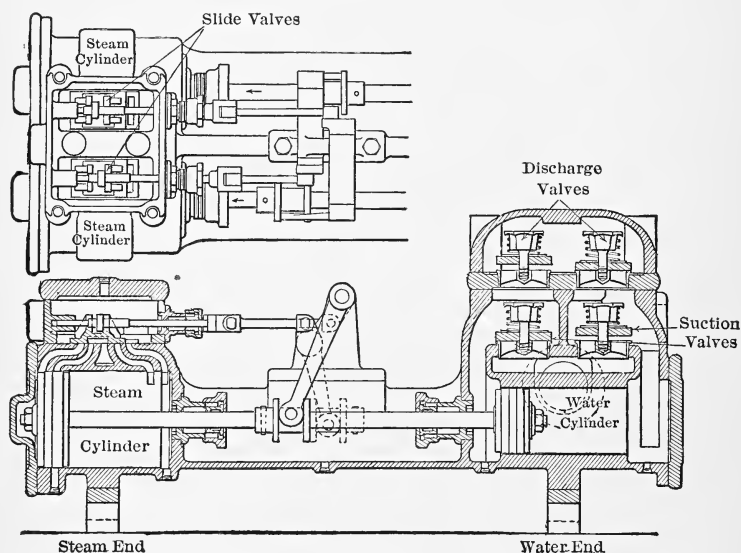 Slide Valves
Steam
Cylinder
Steam
Cylinder
Discharge
Valves
Suction
Valves
Steam
Cylinder
Water
Cylinder
Steam End
Water End